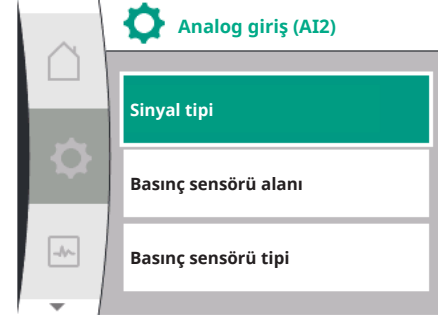 Analog giriş (AI2)
Sinyal tipi
Basınç sensörü alanı
Basınç sensörü tipi